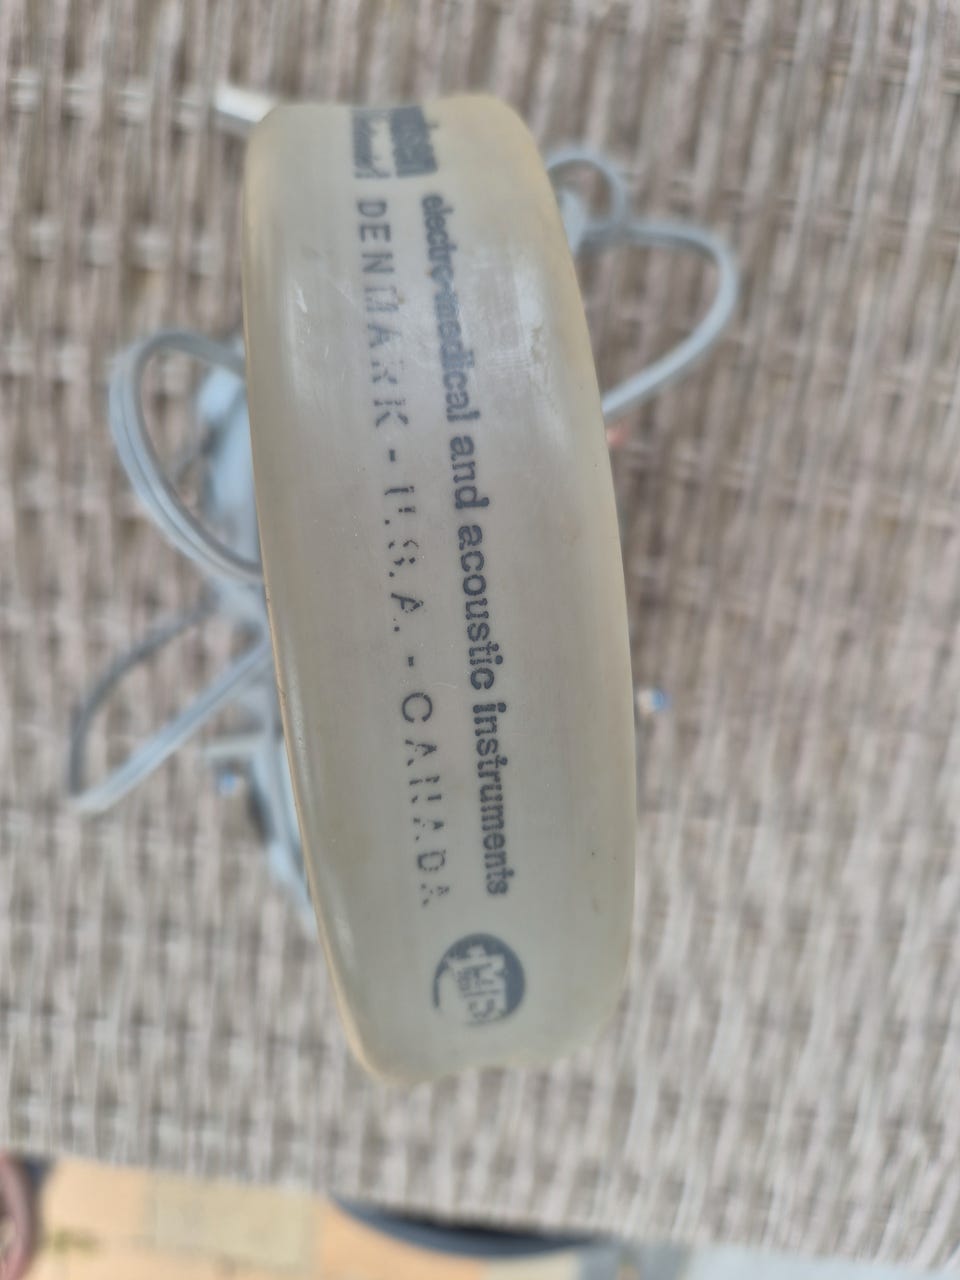 electro-medical and acoustic instruments
DENMARK - U.S.A. - CANADA